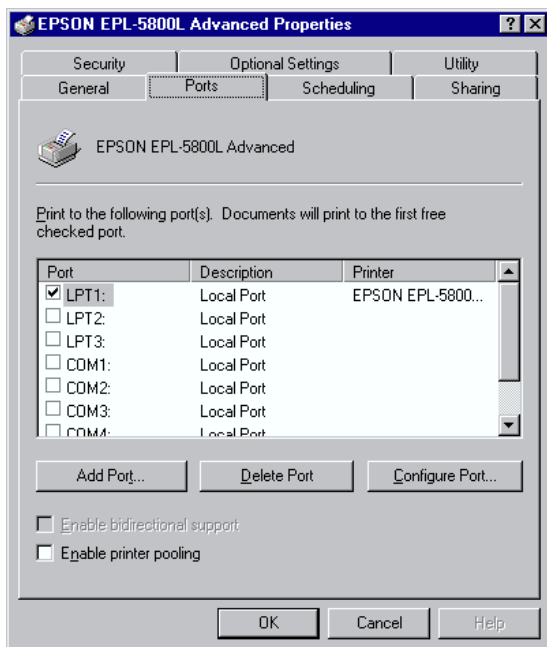 EPSON EPL-5800L Advanced Properties
Security Optional Settings Utility
General Ports Scheduling Sharing
EPSON EPL-5800L Advanced
Print to the following port(s). Documents will print to the first free
checked port.
Port Description Printer
LPT1: Local Port EPSON EPL-5800...
LPT2: Local Port
LPT3: Local Port
COM1: Local Port
COM2: Local Port
COM3: Local Port
COM4: Local Port
Add Port... Delete Port Configure Port...
Enable bidirectional support
Enable printer pooling
OK Cancel Help